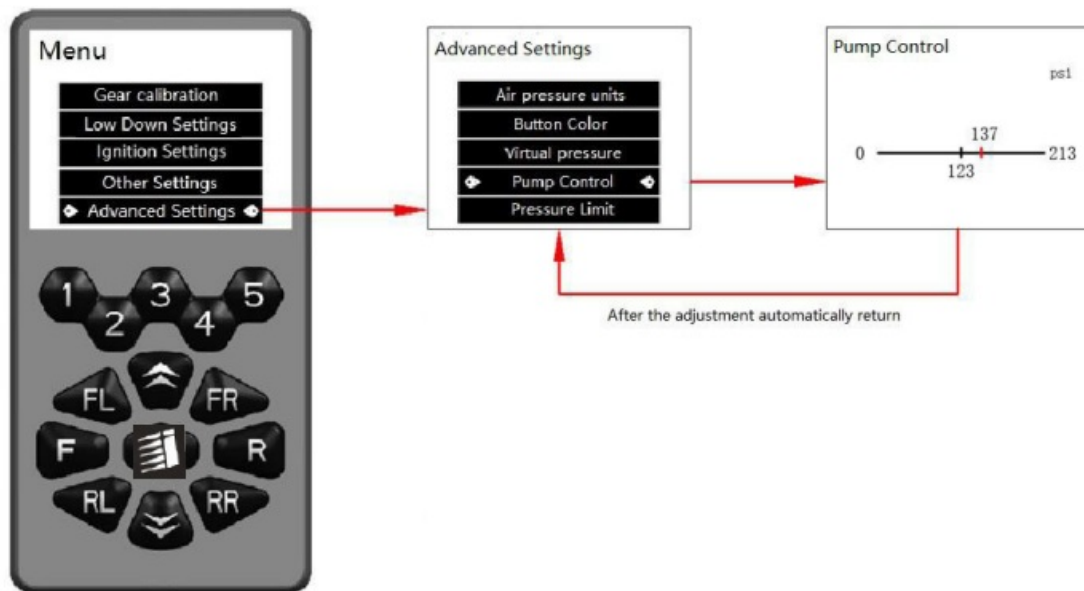 Menu
Gear calibration
Low Down Settings
Ignition Settings
Other Settings
Advanced Settings
1 2 3 4 5
FL FR
F R
RL RR
Advanced Settings
Air pressure units
Button Color
Virtual pressure
Pump Control
Pressure Limit
Pump Control
psi
137
0 213
123
After the adjustment automatically return